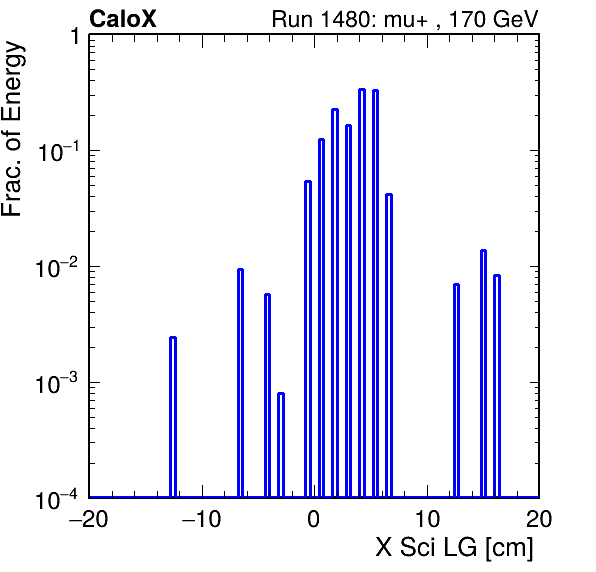 CaloX Run 1480: mu+ , 170 GeV
Frac. of Energy
1
10⁻¹
10⁻²
10⁻³
10⁻⁴
−20 −10 0 10 20
X Sci LG [cm]